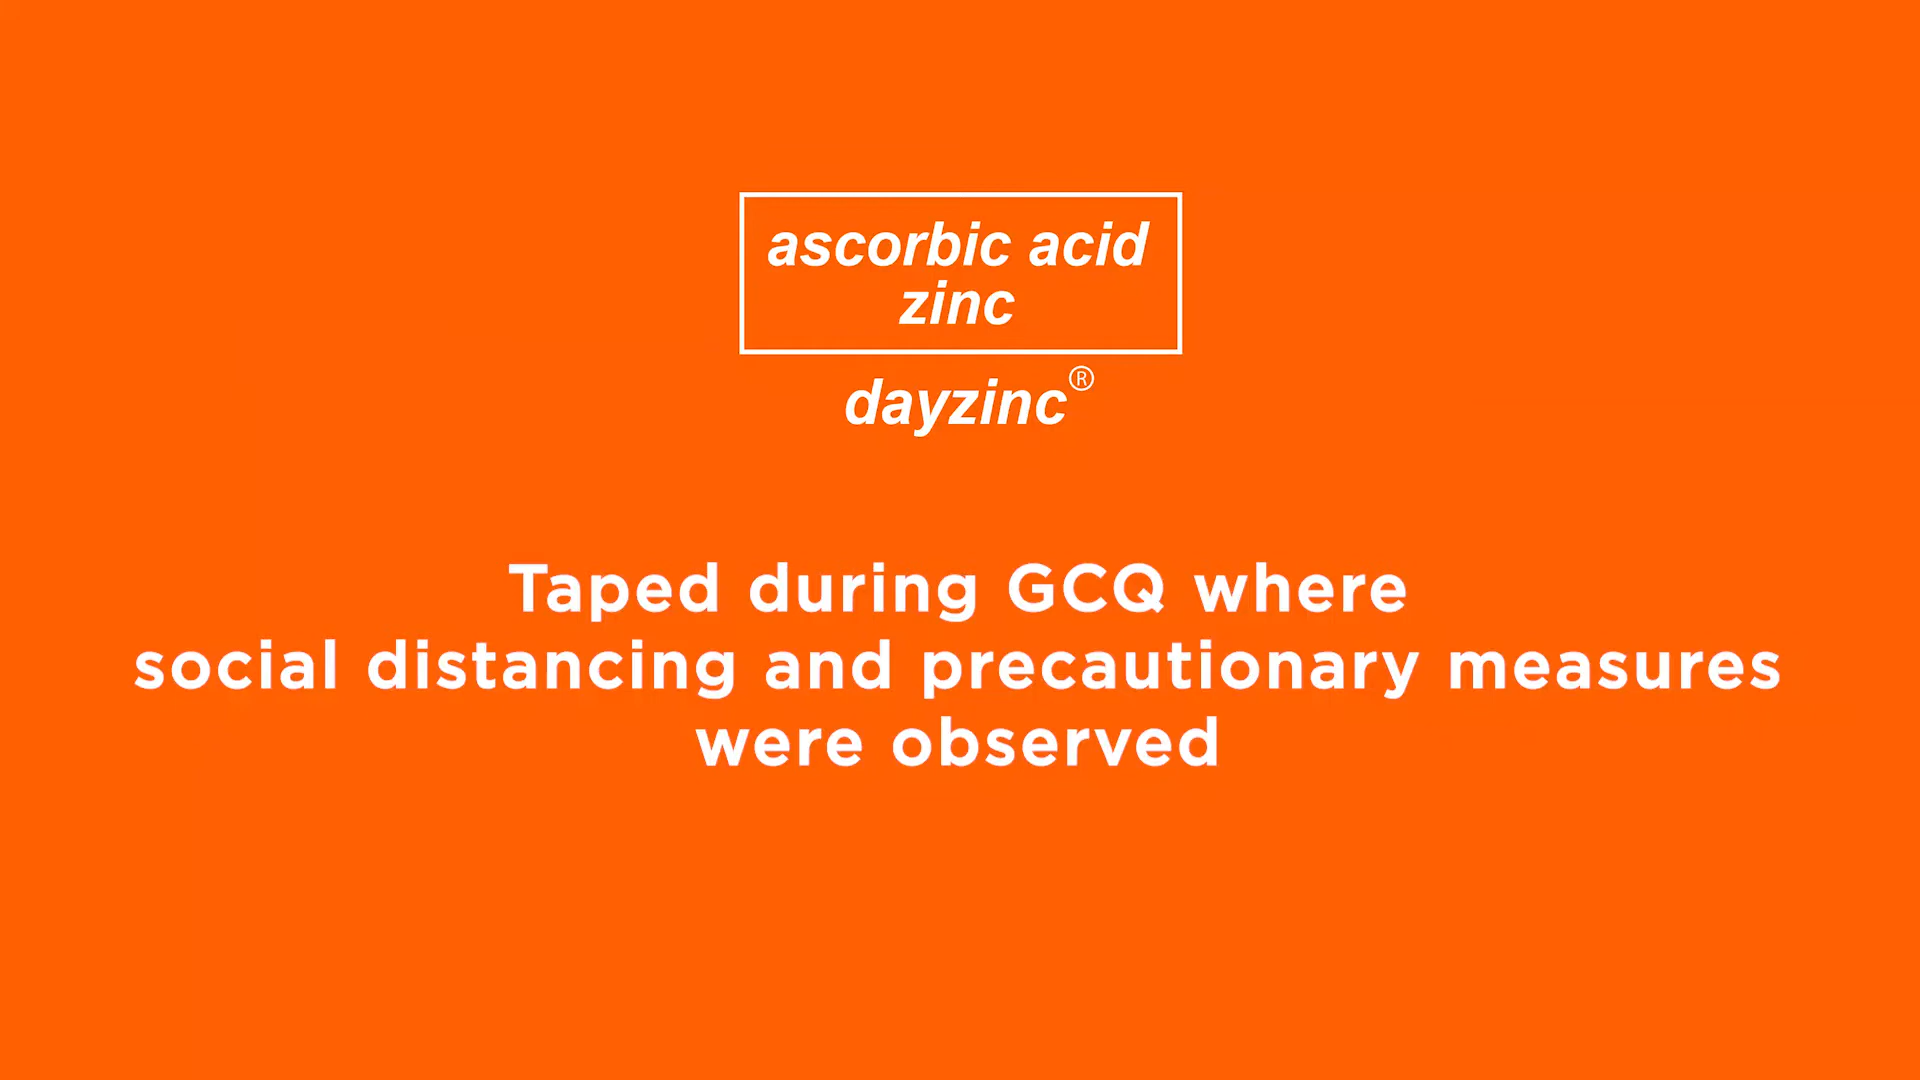 ascorbic acid
zinc
dayzinc®
Taped during GCQ where
social distancing and precautionary measures
were observed